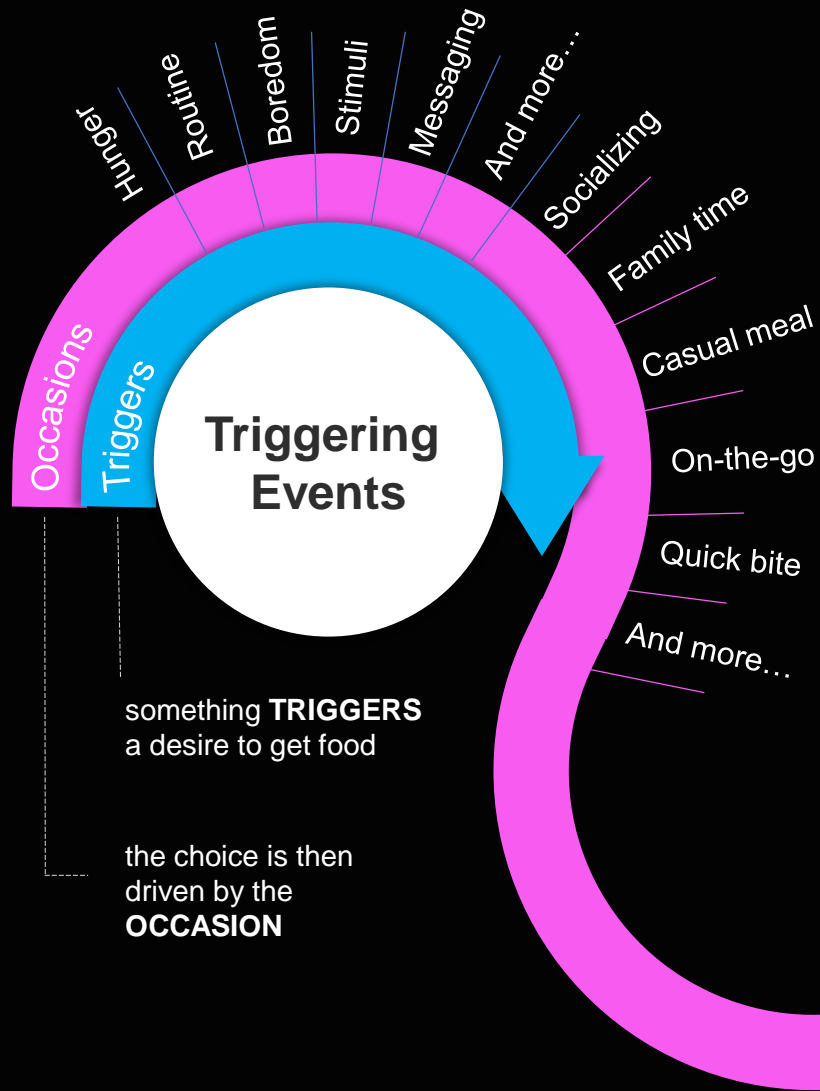 Hunger
Routine
Boredom
Stimuli
Messaging
And more…
Socializing
Family time
Casual meal
On-the-go
Quick bite
And more…
Occasions
Triggers
Triggering
Events
something TRIGGERS
a desire to get food
the choice is then
driven by the
OCCASION